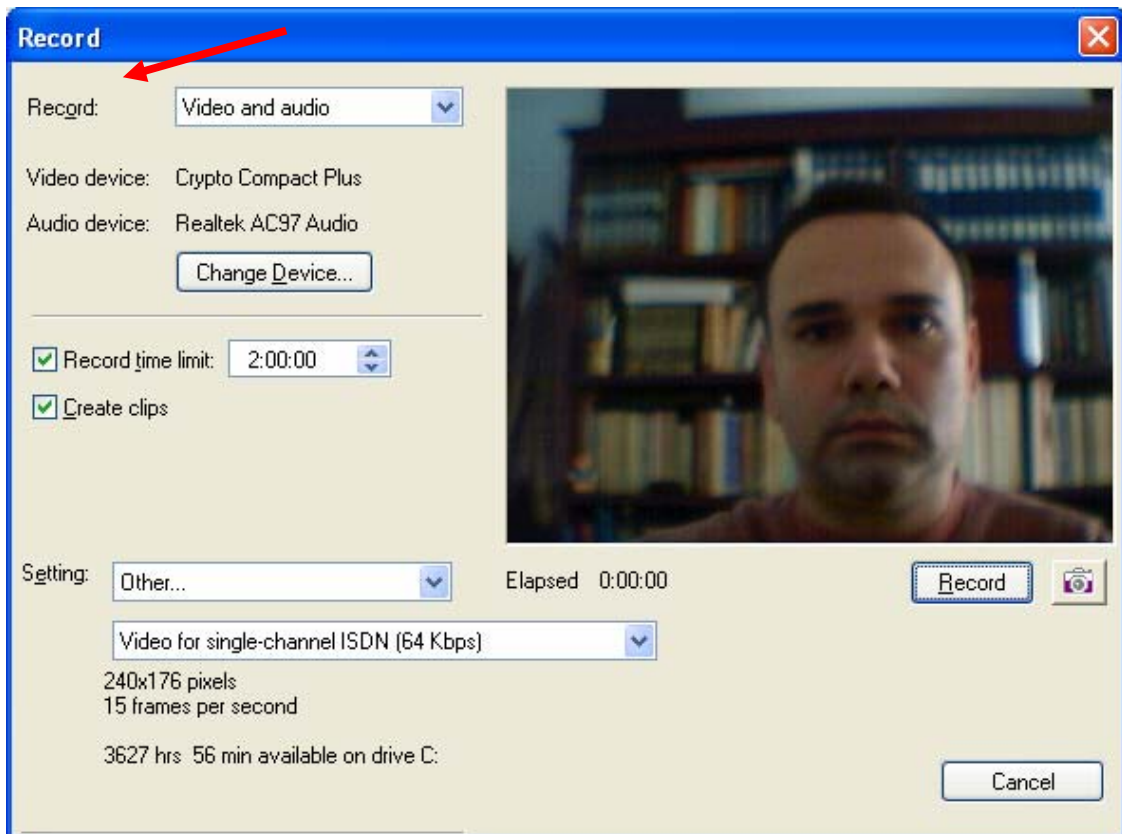 Record
Record: Video and audio
Video device: Crypto Compact Plus
Audio device: Realtek AC97 Audio
Change Device...
Record time limit: 2:00:00
Create clips
Setting: Other...
Elapsed 0:00:00
Record
Video for single-channel ISDN (64 Kbps)
240x176 pixels
15 frames per second
3627 hrs 56 min available on drive C:
Cancel